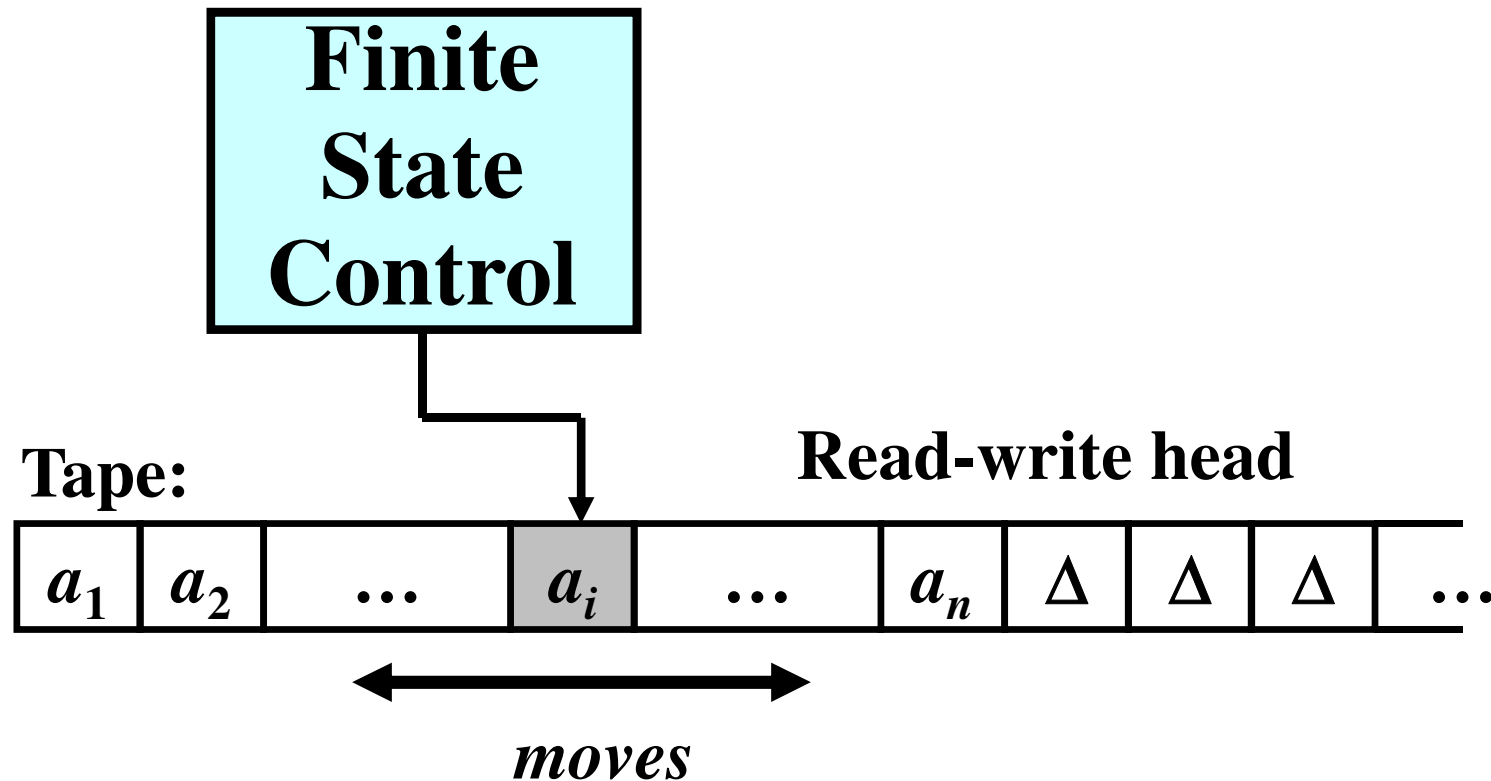 Finite
State
Control
Tape:
Read-write head
a₁ a₂ ... aᵢ ... aₙ Δ Δ Δ ...
moves